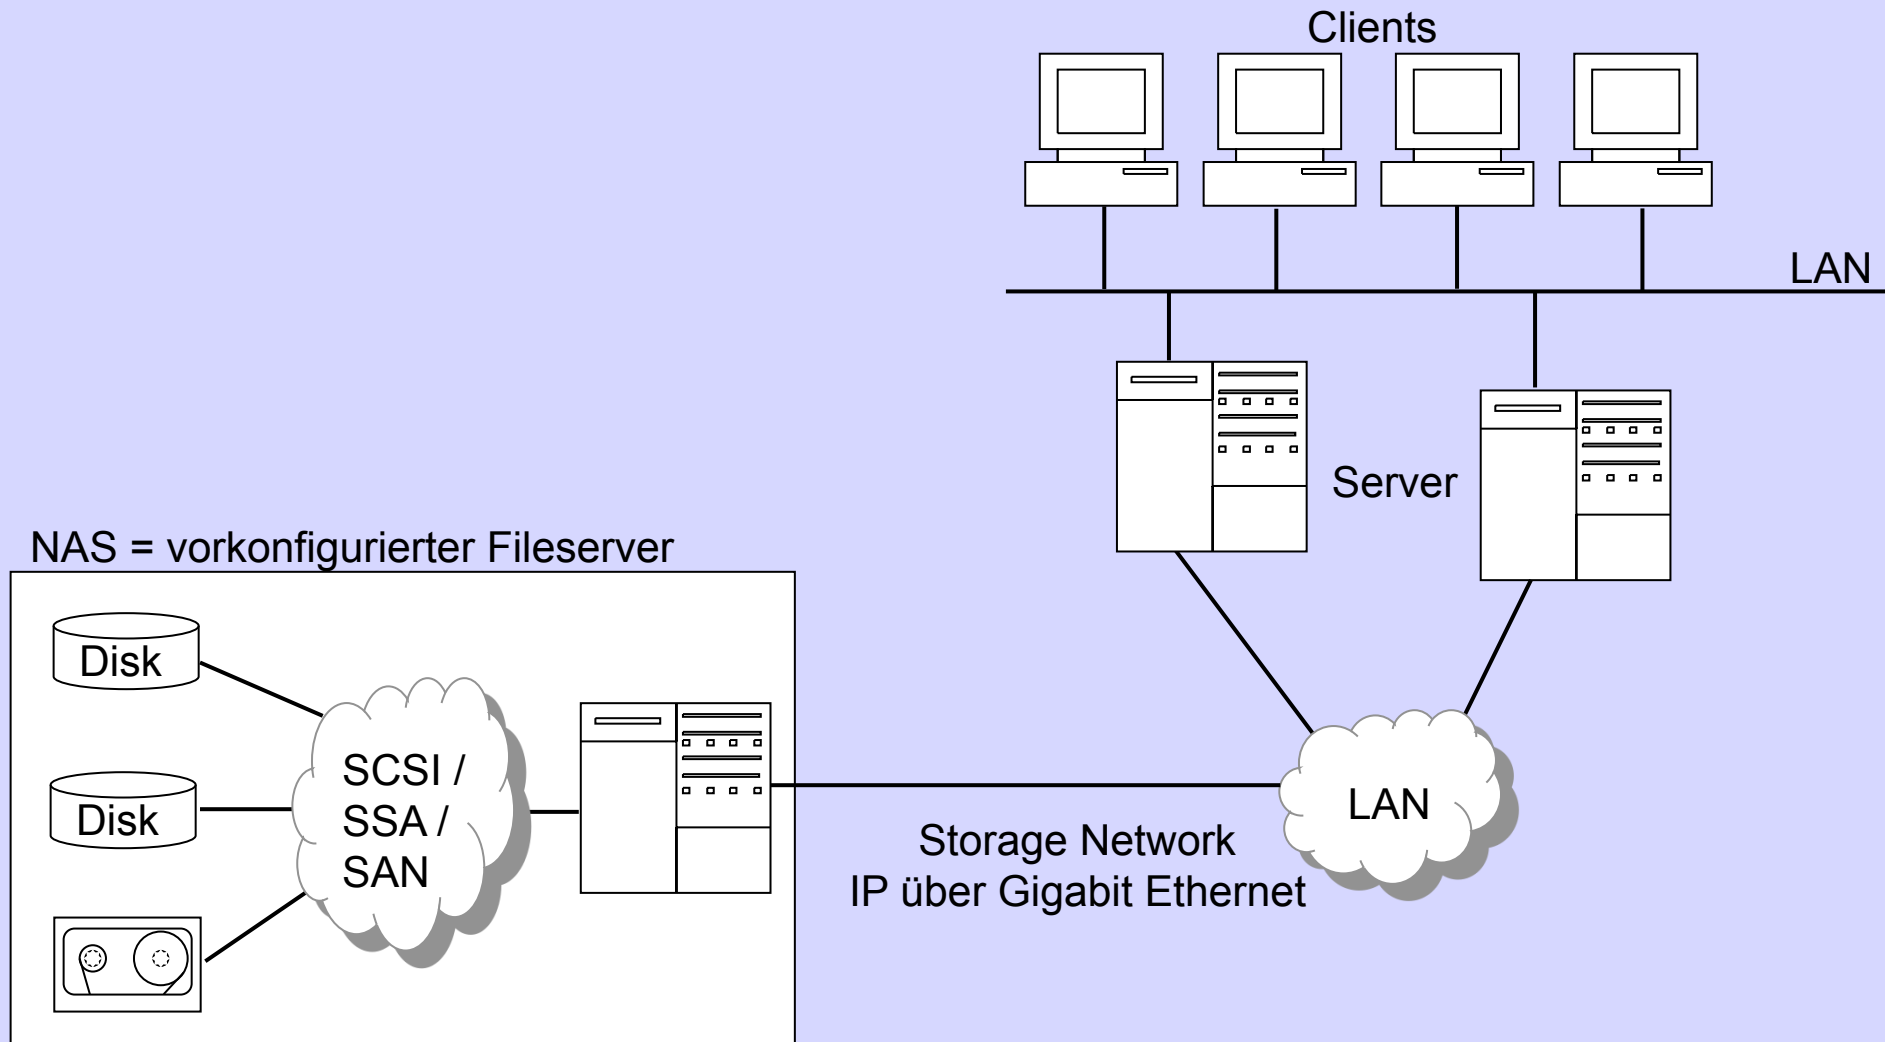 Clients
LAN
Server
NAS = vorkonfigurierter Fileserver
Disk
Disk
SCSI /
SSA /
SAN
LAN
Storage Network
IP über Gigabit Ethernet